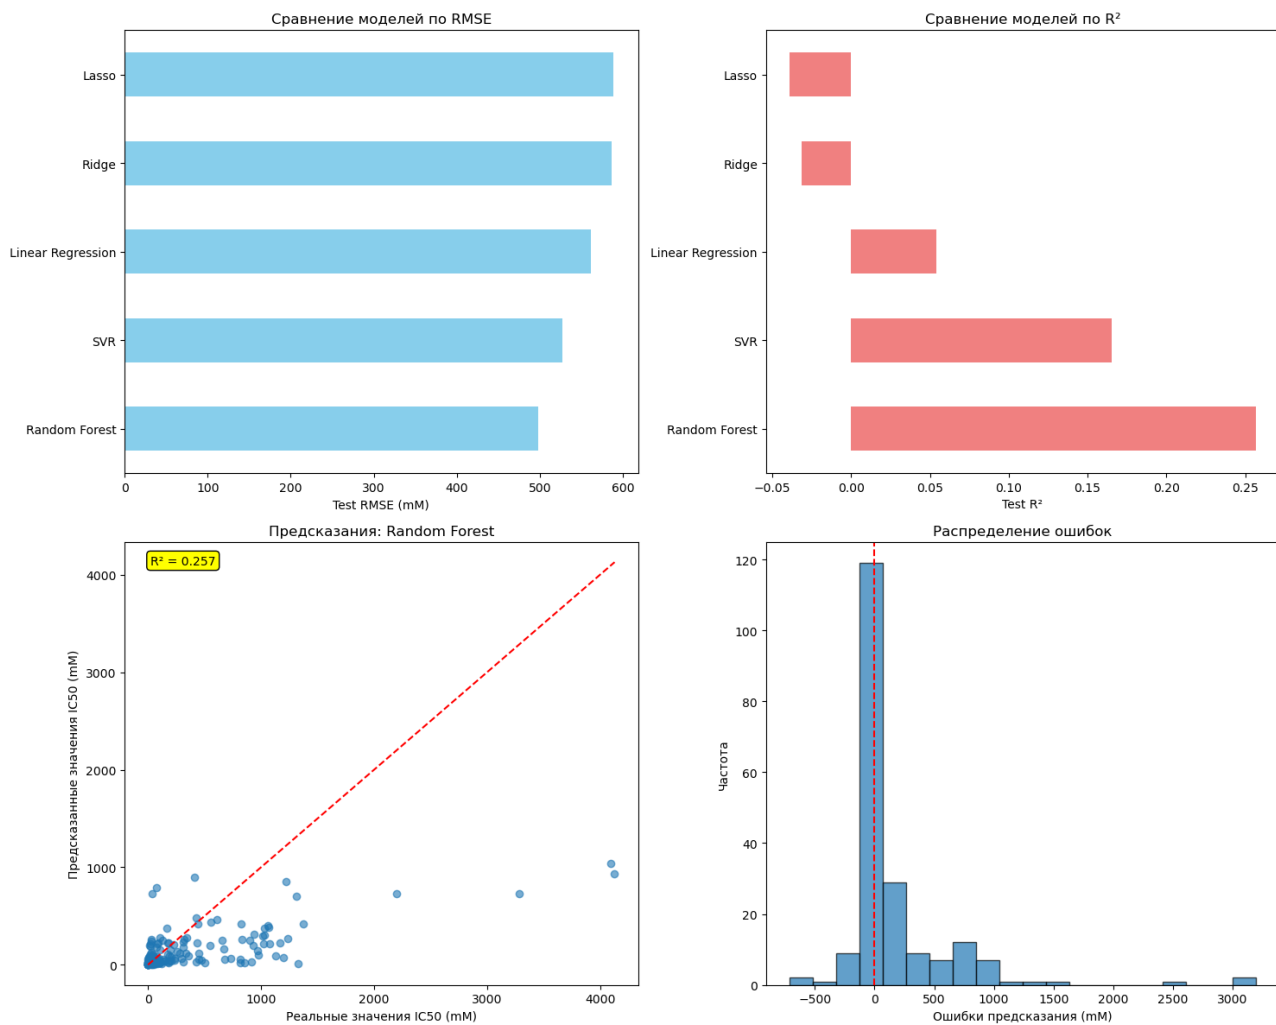 Сравнение моделей по RMSE
Lasso
Ridge
Linear Regression
SVR
Random Forest
0 100 200 300 400 500 600
Test RMSE (mM)
Сравнение моделей по R²
Lasso
Ridge
Linear Regression
SVR
Random Forest
−0.05 0.00 0.05 0.10 0.15 0.20 0.25
Test R²
Предсказания: Random Forest
R² = 0.257
Предсказанные значения IC50 (mM)
4000
3000
2000
1000
0
0 1000 2000 3000 4000
Реальные значения IC50 (mM)
Распределение ошибок
Частота
120
100
80
60
40
20
0
−500 0 500 1000 1500 2000 2500 3000
Ошибки предсказания (mM)